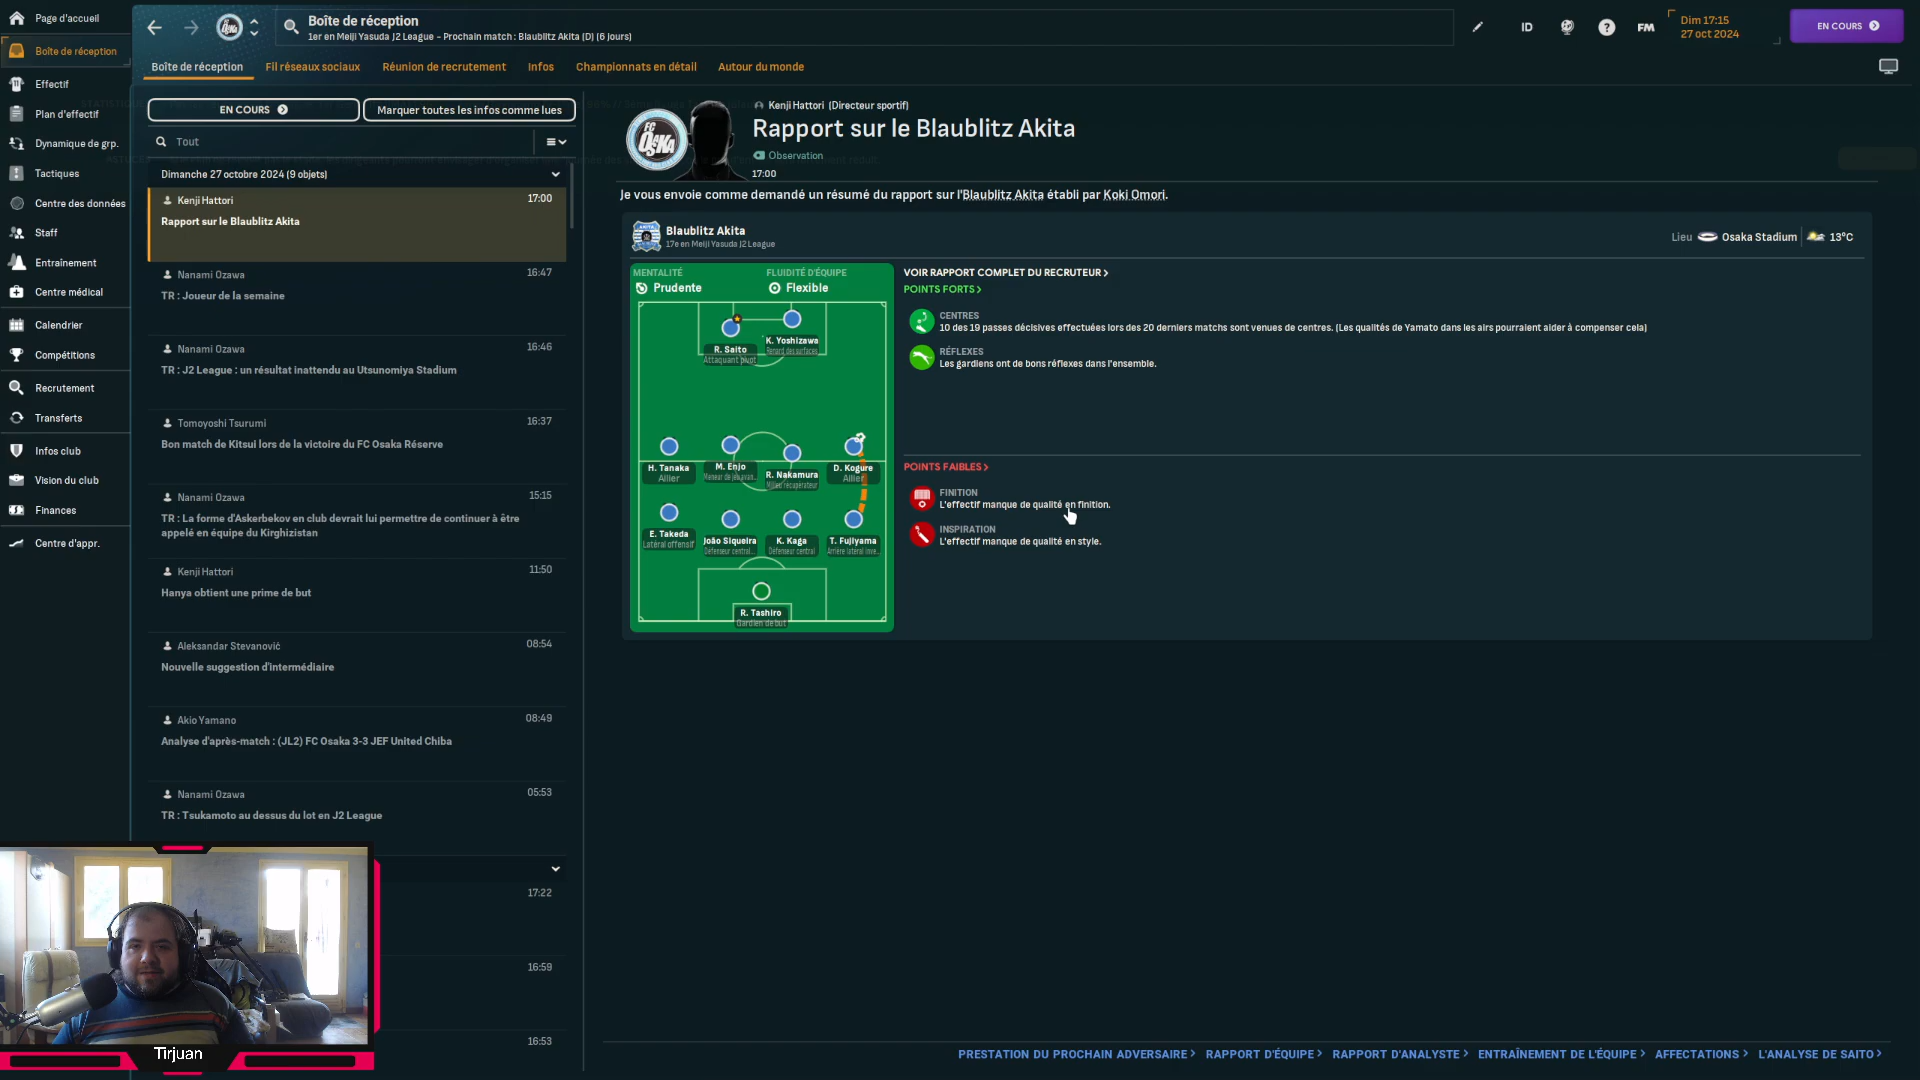 Page d'accueil
Boîte de réception
Effectif
Plan d'effectif
Dynamique de grp.
Tactiques
Centre des données
Staff
Entraînement
Centre médical
Calendrier
Compétitions
Recrutement
Transferts
Infos club
Vision du club
Finances
Centre d'appr.
Boîte de réception
1er en Meiji Yasuda J2 League - Prochain match : Blaublitz Akita (D) (6 jours)
ID
FM
Dim 17:15
27 oct 2024
EN COURS
Boîte de réception
Fil réseaux sociaux
Réunion de recrutement
Infos
Championnats en détail
Autour du monde
EN COURS
Marquer toutes les infos comme lues
Tout
Dimanche 27 octobre 2024 (9 objets)
Kenji Hattori 17:00
Rapport sur le Blaublitz Akita
Nanami Ozawa 16:47
TR : Joueur de la semaine
Nanami Ozawa 16:46
TR : J2 League : un résultat inattendu au Utsunomiya Stadium
Tomoyoshi Tsurumi 16:37
Bon match de Kitsui lors de la victoire du FC Osaka Réserve
Nanami Ozawa 15:15
TR : La forme d'Askerbekov en club devrait lui permettre de continuer à être
appelé en équipe du Kirghizistan
Kenji Hattori 11:50
Hanya obtient une prime de but
Aleksandar Stevanović 08:54
Nouvelle suggestion d'intermédiaire
Akio Yamano 08:49
Analyse d'après-match : (JL2) FC Osaka 3-3 JEF United Chiba
Nanami Ozawa 05:53
TR : Tsukamoto au dessus du lot en J2 League
17:22
16:59
16:53
Tirjuan
Kenji Hattori (Directeur sportif)
Rapport sur le Blaublitz Akita
Observation
17:00
Je vous envoie comme demandé un résumé du rapport sur l'Blaublitz Akita établi par Koki Omori.
Blaublitz Akita
17e en Meiji Yasuda J2 League
Lieu Osaka Stadium 13°C
MENTALITÉ
Prudente
FLUIDITÉ D'ÉQUIPE
Flexible
R. Saito
Attaquant pivot
K. Yoshizawa
Renard des surfaces
H. Tanaka
Ailier
M. Enjo
R. Nakamura
Milieu récupérateur
D. Kogure
Ailier
E. Takeda
Latéral offensif
João Siqueira
Défenseur central...
K. Kaga
Défenseur central
T. Fujiyama
Arrière latéral inve...
R. Tashiro
Gardien de but
VOIR RAPPORT COMPLET DU RECRUTEUR >
POINTS FORTS >
CENTRES
10 des 19 passes décisives effectuées lors des 20 derniers matchs sont venues de centres. (Les qualités de Yamato dans les airs pourraient aider à compenser cela)
RÉFLEXES
Les gardiens ont de bons réflexes dans l'ensemble.
POINTS FAIBLES >
FINITION
L'effectif manque de qualité en finition.
INSPIRATION
L'effectif manque de qualité en style.
PRESTATION DU PROCHAIN ADVERSAIRE >
RAPPORT D'ÉQUIPE >
RAPPORT D'ANALYSTE >
ENTRAÎNEMENT DE L'ÉQUIPE >
AFFECTATIONS >
L'ANALYSE DE SAITO >